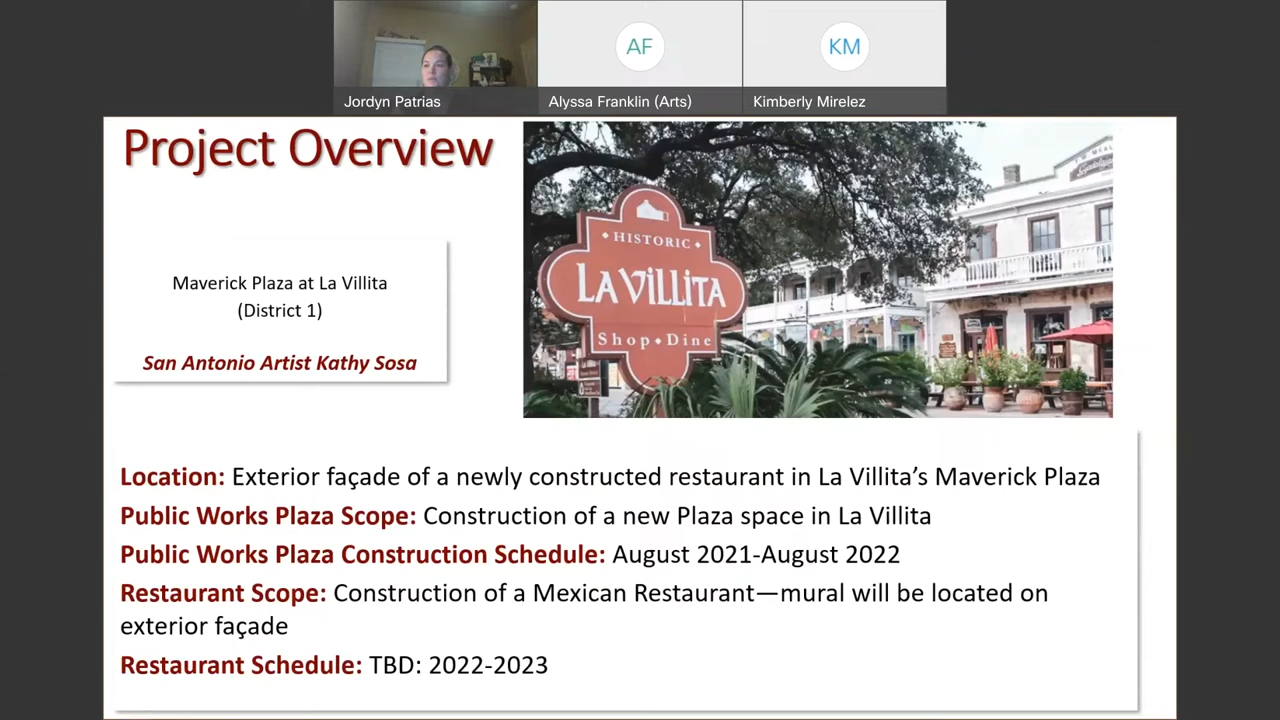 AF
KM
Jordyn Patrias
Alyssa Franklin (Arts)
Kimberly Mirelez
Project Overview
HISTORIC
LA VILLITA
Shop Dine
Maverick Plaza at La Villita
(District 1)
San Antonio Artist Kathy Sosa
Location: Exterior façade of a newly constructed restaurant in La Villita’s Maverick Plaza
Public Works Plaza Scope: Construction of a new Plaza space in La Villita
Public Works Plaza Construction Schedule: August 2021-August 2022
Restaurant Scope: Construction of a Mexican Restaurant—mural will be located on
exterior façade
Restaurant Schedule: TBD: 2022-2023